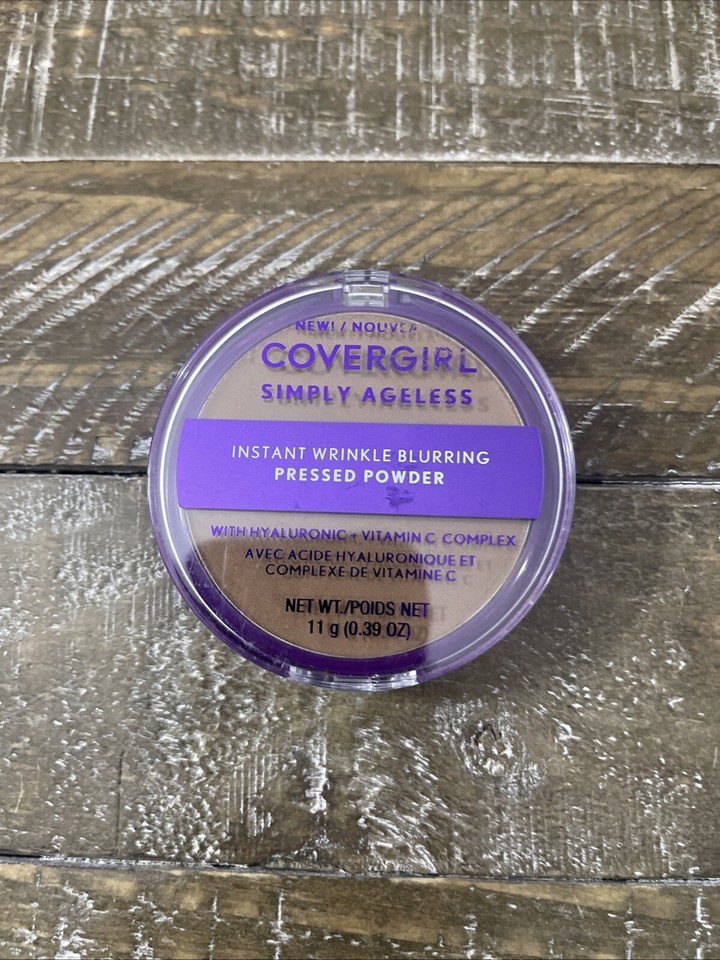 NEW! / NOUVEA
COVERGIRL
SIMPLY AGELESS
INSTANT WRINKLE BLURRING
PRESSED POWDER
WITH HYALURONIC + VITAMIN C COMPLEX
AVEC ACIDE HYALURONIQUE ET
COMPLEXE DE VITAMINE C
NET WT./POIDS NET
11 g (0.39 OZ)